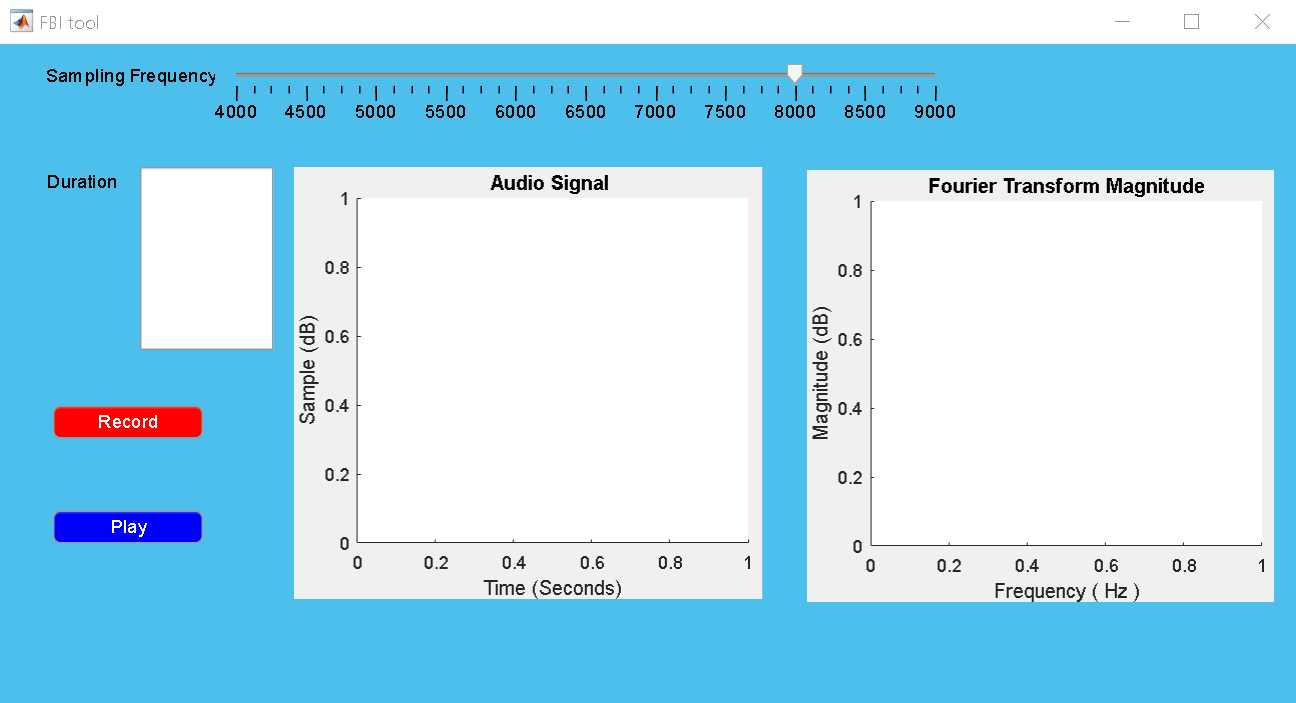 FBI tool
Sampling Frequency
4000 4500 5000 5500 6000 6500 7000 7500 8000 8500 9000
Duration
Record
Play
Audio Signal
1
0.8
0.6
0.4
0.2
0
Sample (dB)
0 0.2 0.4 0.6 0.8 1
Time (Seconds)
Fourier Transform Magnitude
1
0.8
0.6
0.4
0.2
0
Magnitude (dB)
0 0.2 0.4 0.6 0.8 1
Frequency ( Hz )